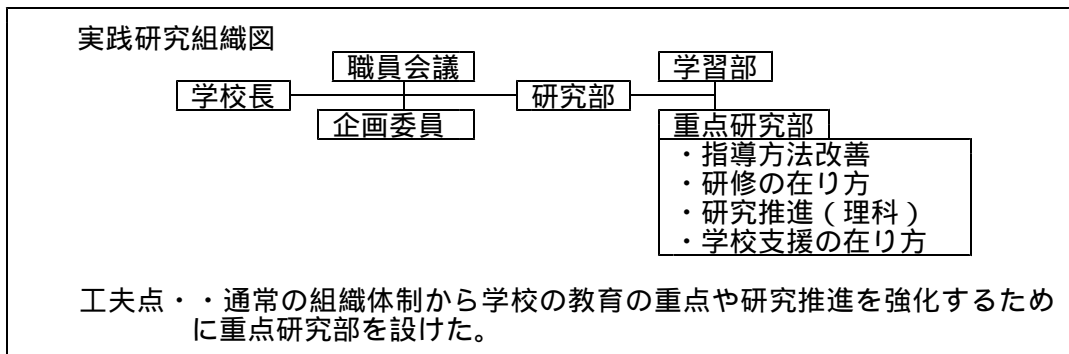 実践研究組織図
職員会議 学習部
学校長 研究部
企画委員 重点研究部
・指導方法改善
・研修の在り方
・研究推進(理科)
・学校支援の在り方
工夫点・・通常の組織体制から学校の教育の重点や研究推進を強化するため
に重点研究部を設けた。